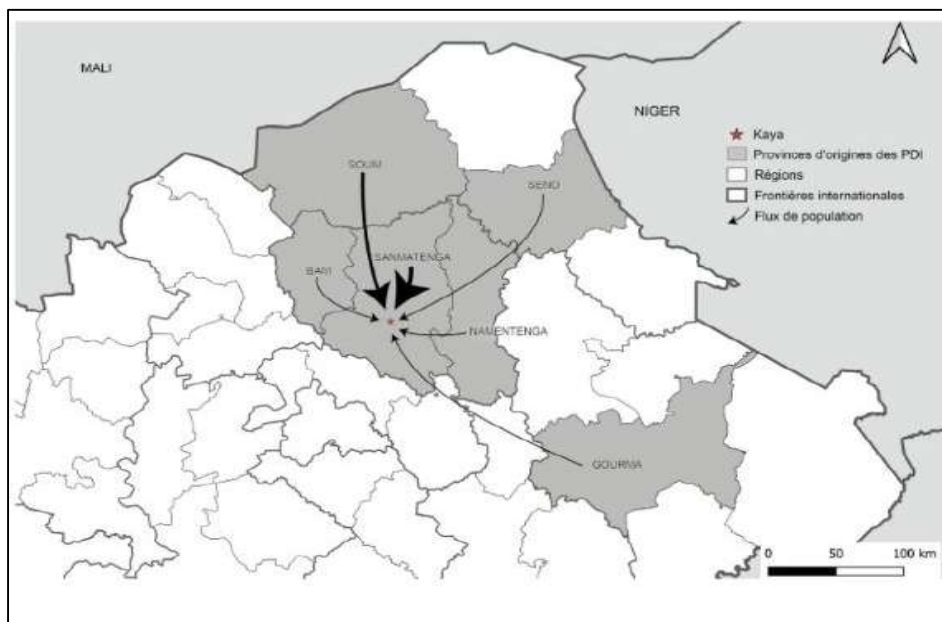 MALI
NIGER
Kaya
Provinces d'origines des PDI
Régions
Frontières internationales
Flux de population
SOUM
SENO
SANMATENGA
BAM
NAMENTENGA
GOURMA
0 50 100 km